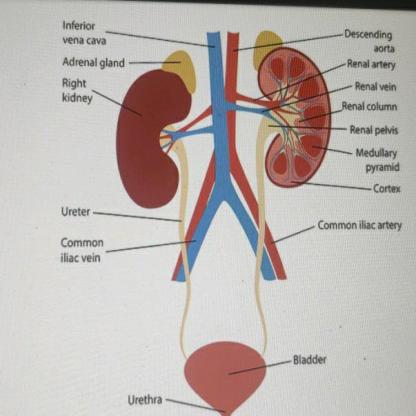 Inferior
vena cava
Adrenal gland
Right
kidney
Ureter
Common
iliac vein
Urethra
Descending
aorta
Renal artery
Renal vein
Renal column
Renal pelvis
Medullary
pyramid
Cortex
Common iliac artery
Bladder